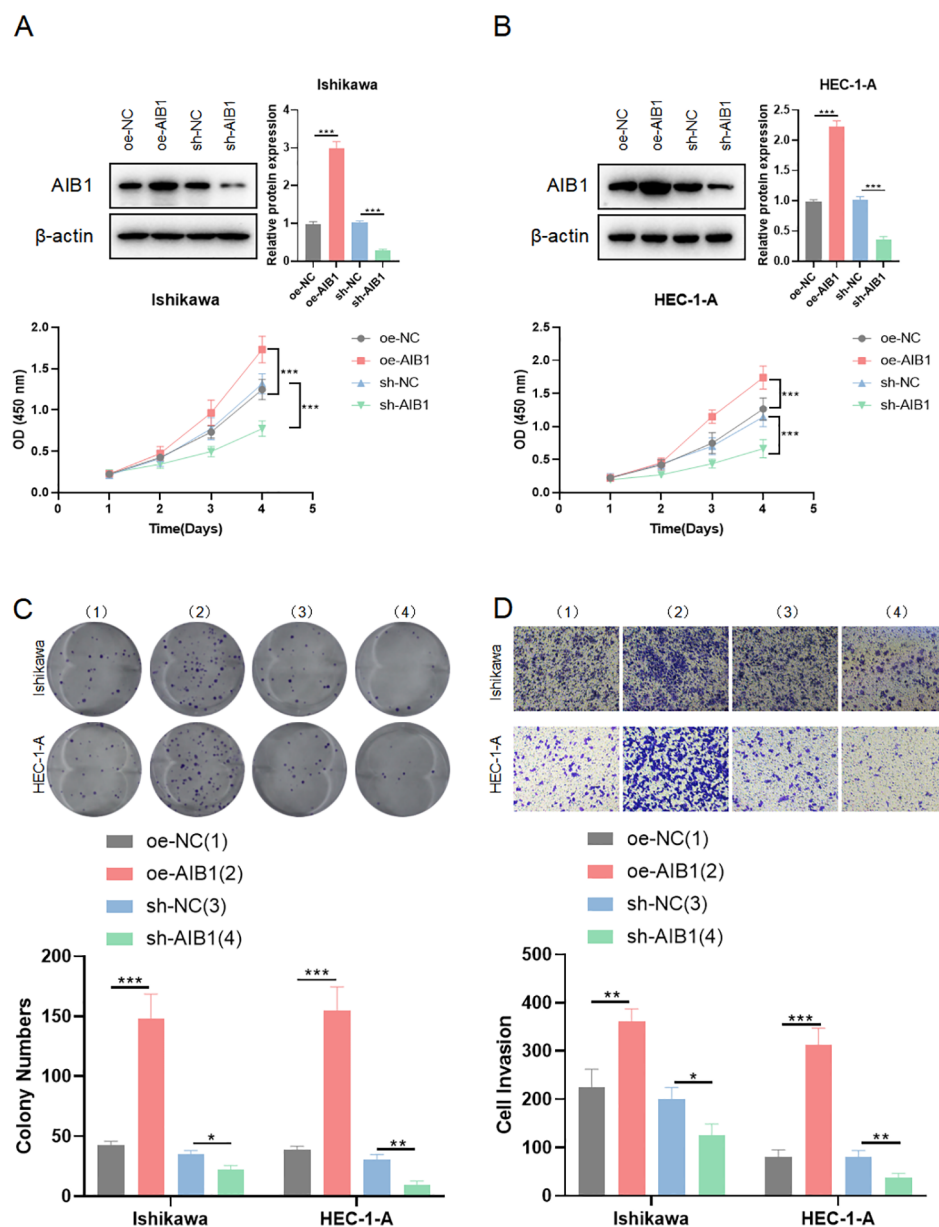 A
Ishikawa
oe-NC
oe-AIB1
sh-NC
sh-AIB1
AIB1
β-actin
Relative protein expression
4
3
2
1
0
***
***
oe-NC
oe-AIB1
sh-NC
sh-AIB1
Ishikawa
OD (450 nm)
2.0
1.5
1.0
0.5
0.0
0 1 2 3 4 5
Time(Days)
oe-NC
oe-AIB1
sh-NC
sh-AIB1
***
***
B
HEC-1-A
oe-NC
oe-AIB1
sh-NC
sh-AIB1
AIB1
β-actin
Relative protein expression
2.5
2.0
1.5
1.0
0.5
0.0
***
***
oe-NC
oe-AIB1
sh-NC
sh-AIB1
HEC-1-A
OD (450 nm)
2.5
2.0
1.5
1.0
0.5
0.0
0 1 2 3 4 5
Time(Days)
oe-NC
oe-AIB1
sh-NC
sh-AIB1
***
***
C
(1) (2) (3) (4)
Ishikawa
HEC-1-A
oe-NC(1)
oe-AIB1(2)
sh-NC(3)
sh-AIB1(4)
Colony Numbers
200
150
100
50
0
***
*
***
**
Ishikawa HEC-1-A
D
(1) (2) (3) (4)
Ishikawa
HEC-1-A
oe-NC(1)
oe-AIB1(2)
sh-NC(3)
sh-AIB1(4)
Cell Invasion
500
400
300
200
100
0
**
*
***
**
Ishikawa HEC-1-A